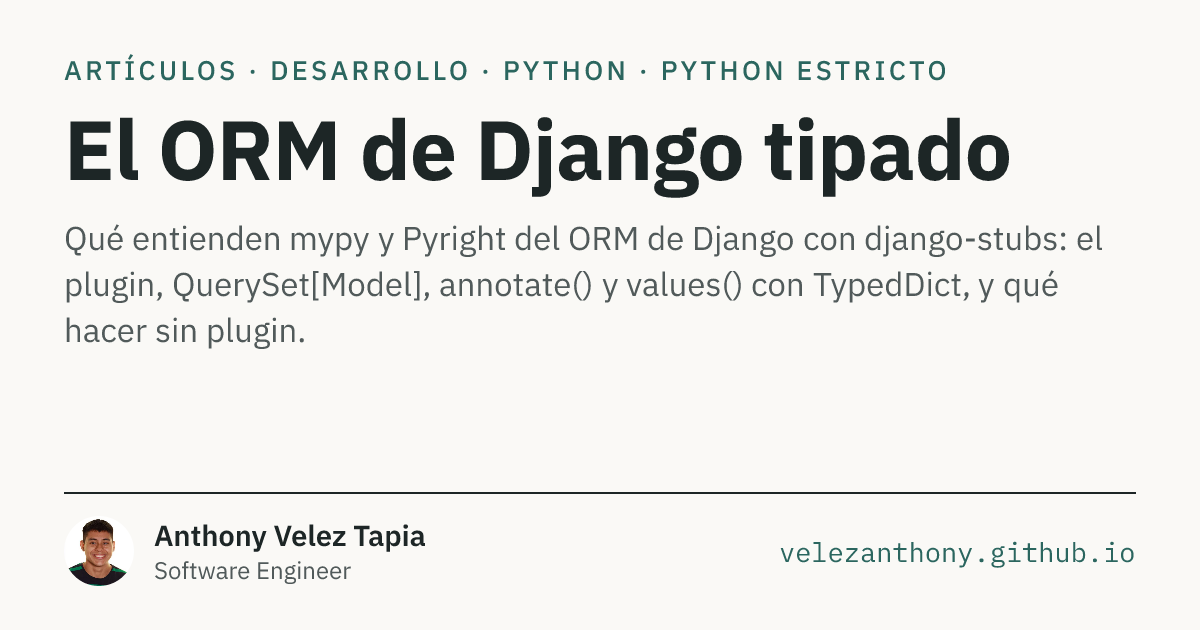 ARTÍCULOS · DESARROLLO · PYTHON · PYTHON ESTRICTO
El ORM de Django tipado
Qué entienden mypy y Pyright del ORM de Django con django-stubs: el
plugin, QuerySet[Model], annotate() y values() con TypedDict, y qué
hacer sin plugin.
Anthony Velez Tapia
Software Engineer
velezanthony.github.io